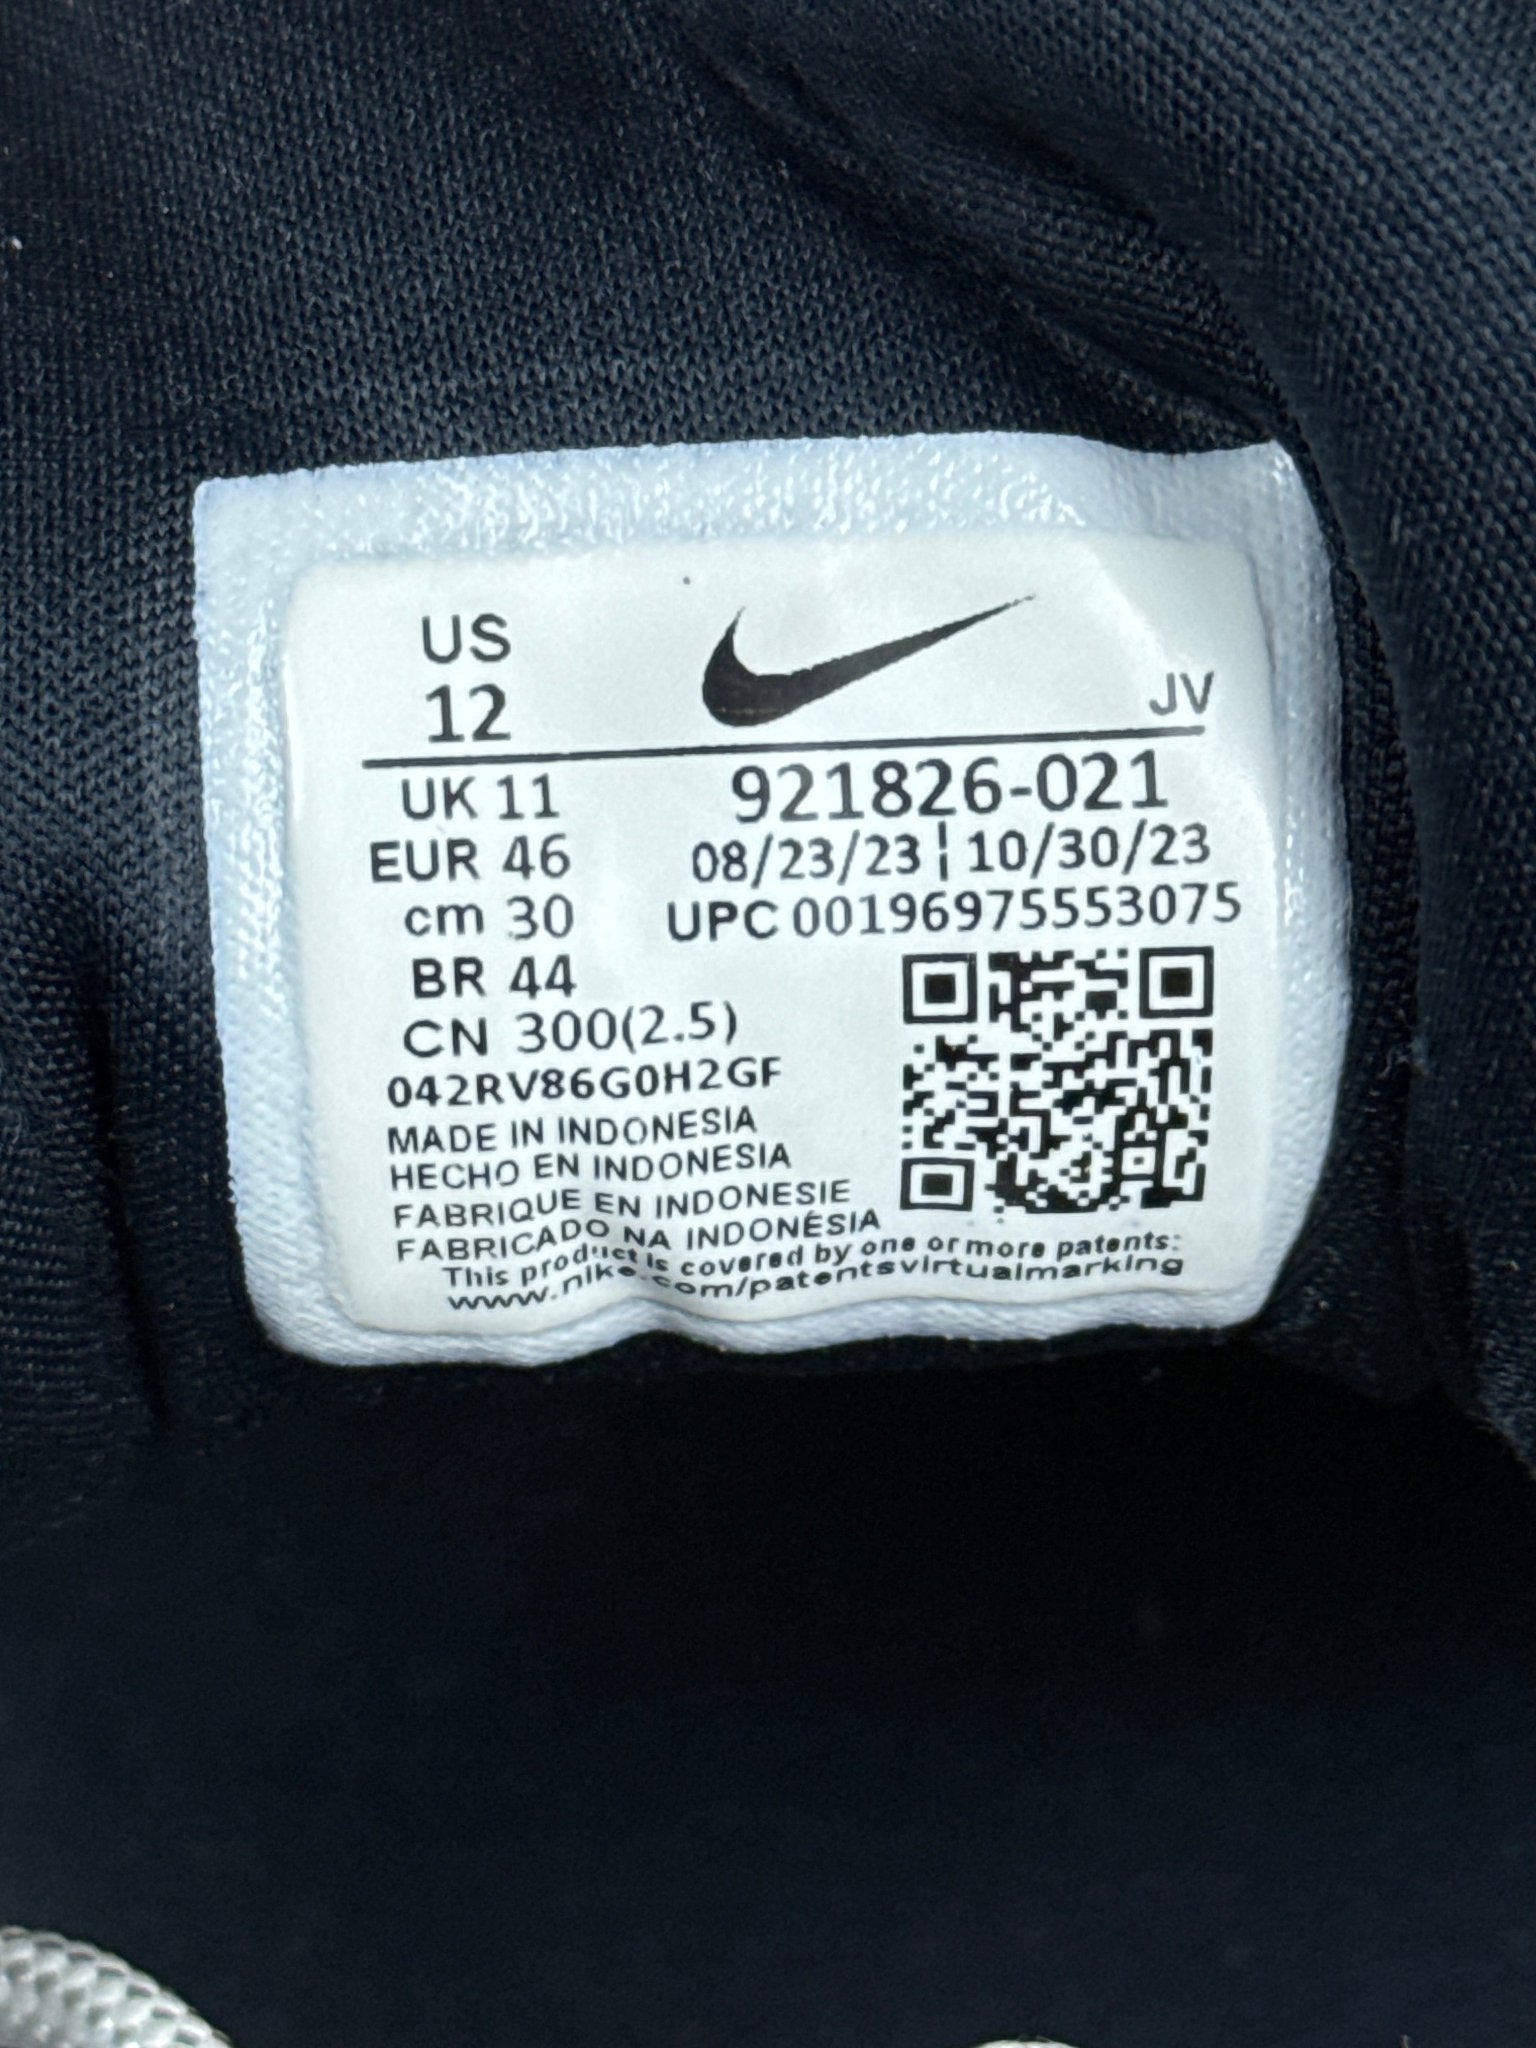 US
12
JV
UK 11
921826-021
EUR 46
08/23/23 ¦ 10/30/23
cm 30
UPC 00196975553075
BR 44
CN 300(2.5)
042RV86G0H2GF
MADE IN INDONESIA
HECHO EN INDONESIA
FABRIQUE EN INDONESIE
FABRICADO NA INDONÉSIA
This product is covered by one or more patents:
www.nike.com/patentsvirtualmarking